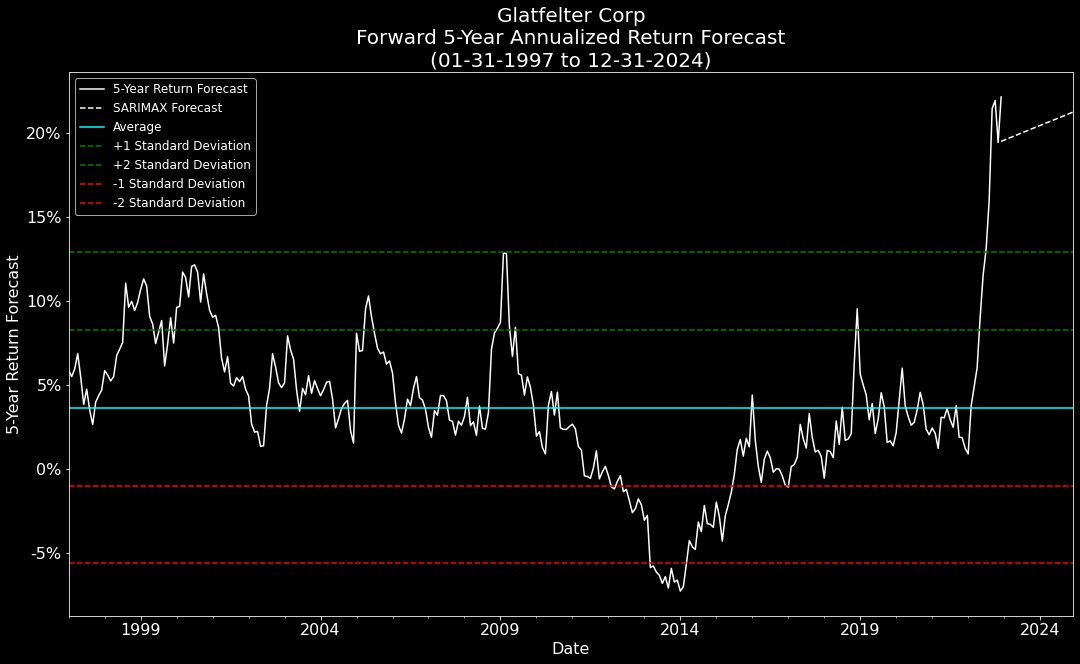 Glatfelter Corp
Forward 5-Year Annualized Return Forecast
(01-31-1997 to 12-31-2024)
5-Year Return Forecast
SARIMAX Forecast
Average
+1 Standard Deviation
+2 Standard Deviation
-1 Standard Deviation
-2 Standard Deviation
5-Year Return Forecast
20%
15%
10%
5%
0%
-5%
1999 2004 2009 2014 2019 2024
Date